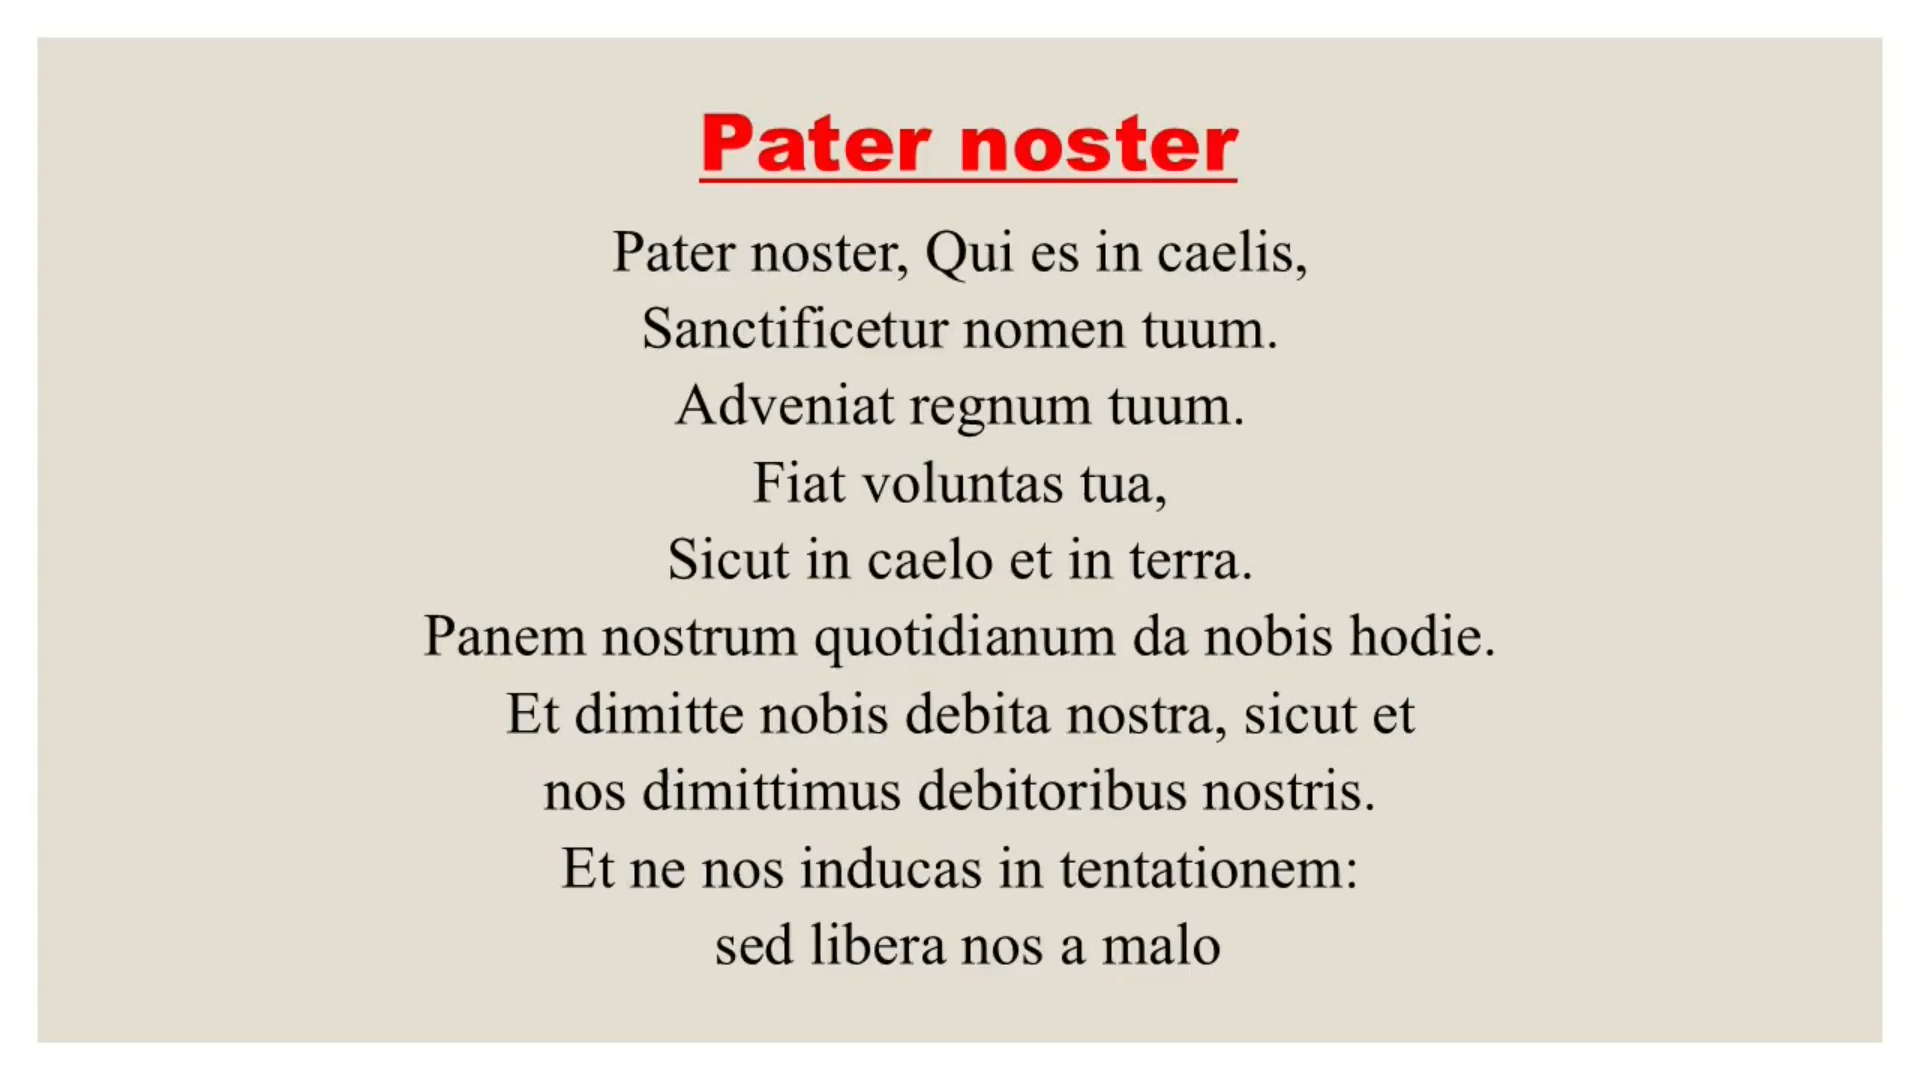 Pater noster
Pater noster, Qui es in caelis,
Sanctificetur nomen tuum.
Adveniat regnum tuum.
Fiat voluntas tua,
Sicut in caelo et in terra.
Panem nostrum quotidianum da nobis hodie.
Et dimitte nobis debita nostra, sicut et
nos dimittimus debitoribus nostris.
Et ne nos inducas in tentationem:
sed libera nos a malo